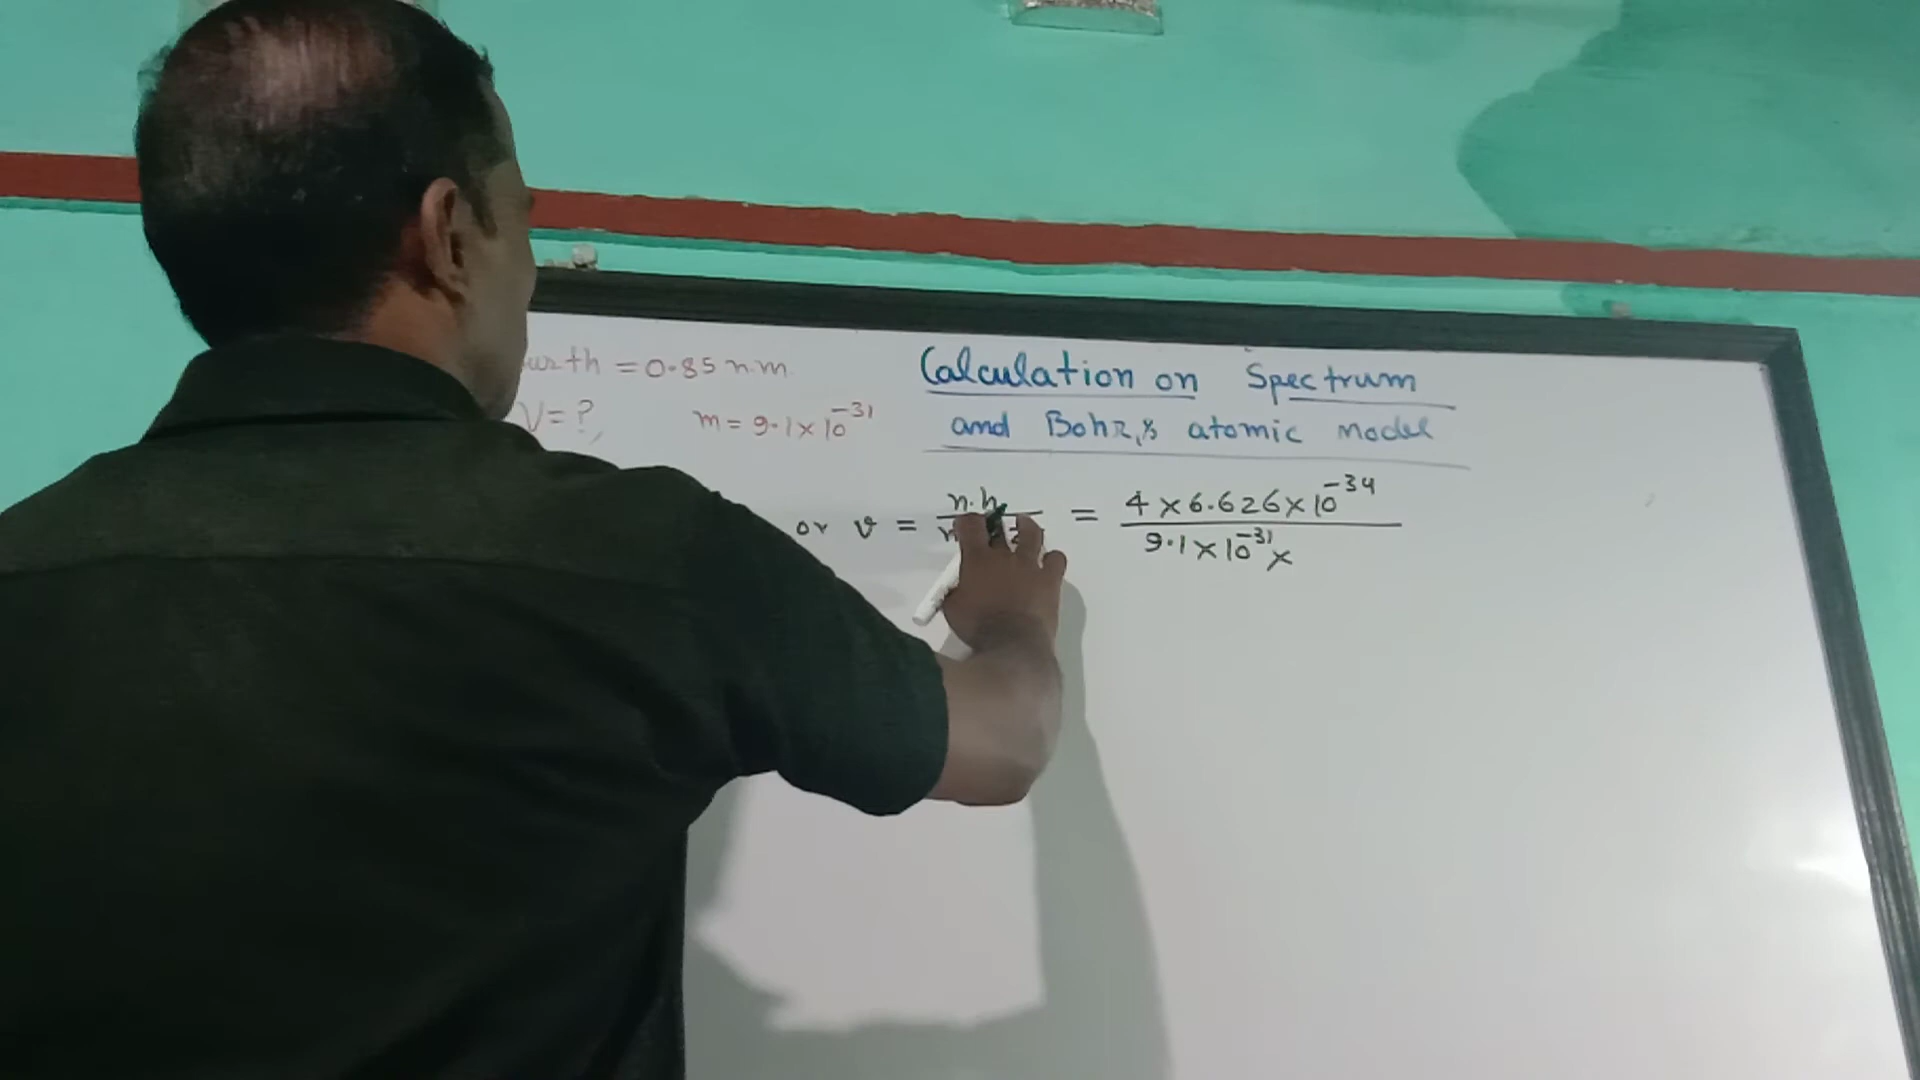 = 0.85 n.m
Calculation on Spectrum
V = ?, m = 9.1 × 10⁻³¹
and Bohr,s atomic model
or v = n.h = 4 × 6.626 × 10⁻³⁴
9.1 × 10⁻³¹ ×